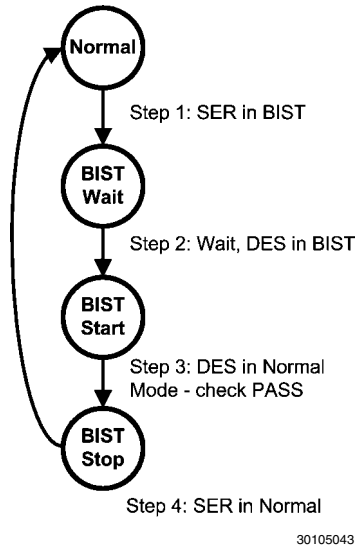 Normal
Step 1: SER in BIST
BIST
Wait
Step 2: Wait, DES in BIST
BIST
Start
Step 3: DES in Normal
Mode - check PASS
BIST
Stop
Step 4: SER in Normal
30105043